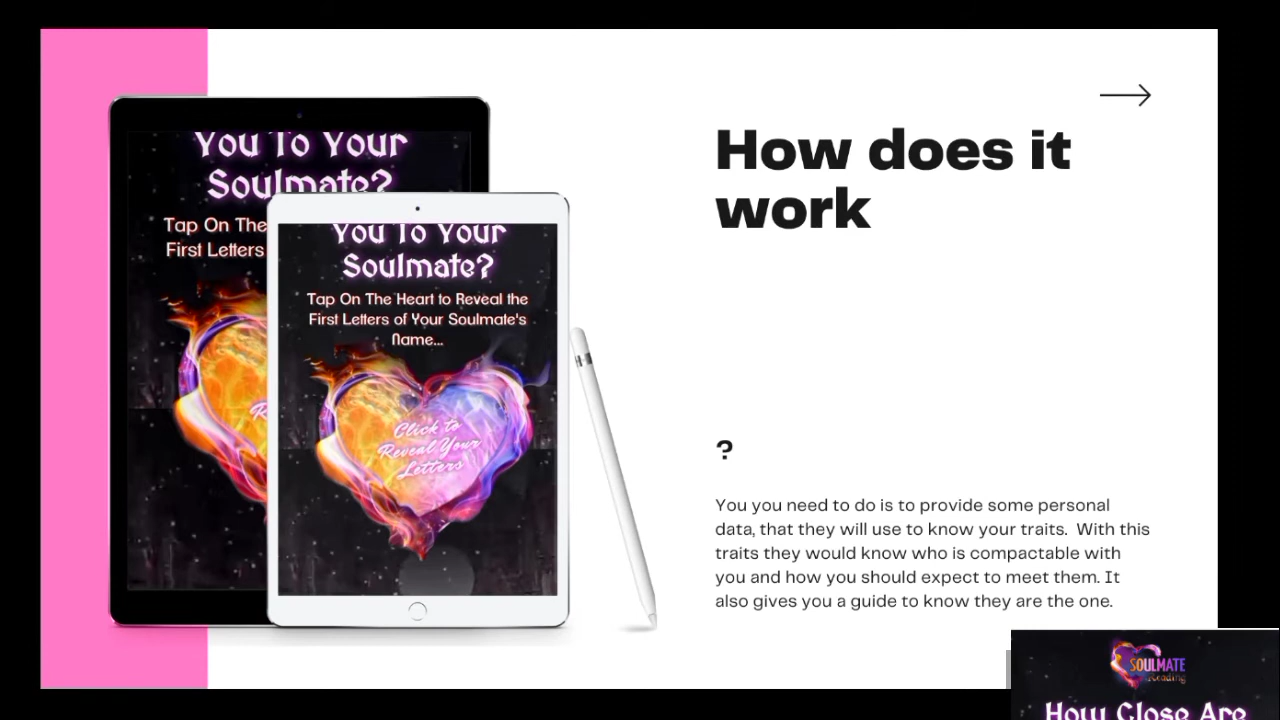 You To Your
Soulmate?
Tap On The
First Letters
You To Your
Soulmate?
Tap On The Heart to Reveal the
First Letters of Your Soulmate's
Name...
Click to
Reveal Your
Letters
How does it
work
?
You you need to do is to provide some personal
data, that they will use to know your traits.  With this
traits they would know who is compactable with
you and how you should expect to meet them. It
also gives you a guide to know they are the one.
SOULMATE
Reading
How Close Are